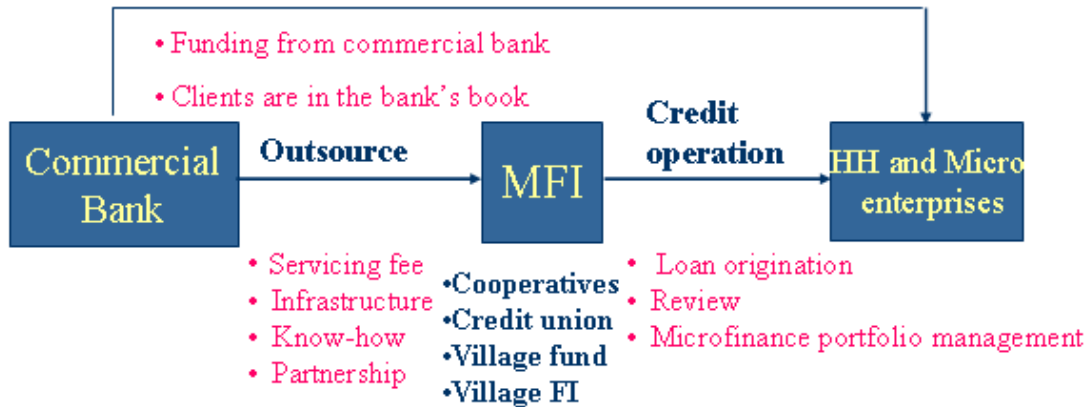 • Funding from commercial bank
• Clients are in the bank's book
Commercial
Bank
Outsource
MFI
Credit
operation
HH and Micro
enterprises
• Servicing fee
• Infrastructure
• Know-how
• Partnership
•Cooperatives
•Credit union
•Village fund
•Village FI
• Loan origination
• Review
• Microfinance portfolio management